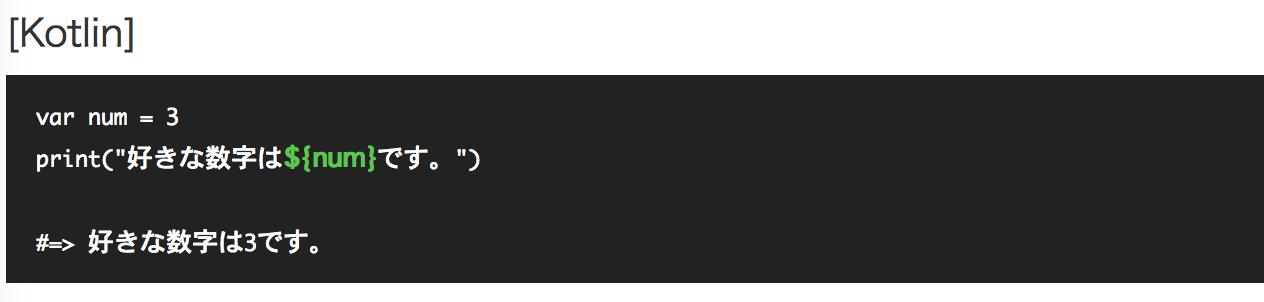 [Kotlin]
var num = 3
print("好きな数字は${num}です。")
#=> 好きな数字は3です。